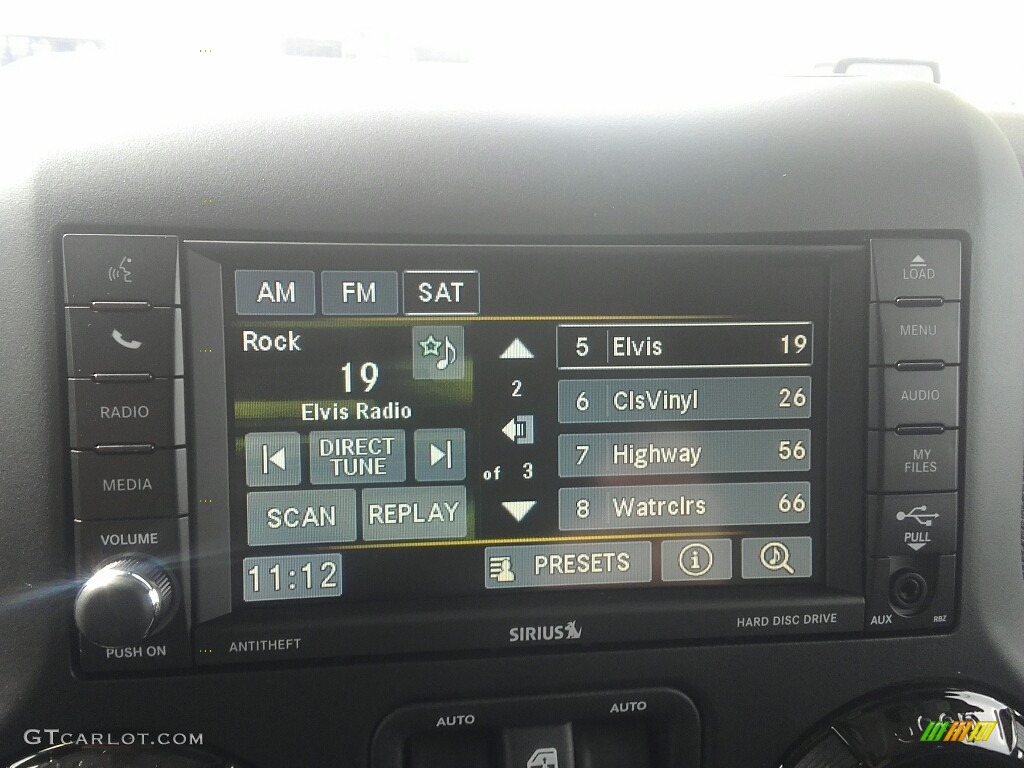 AM FM SAT
LOAD
MENU
Rock
19
Elvis Radio
DIRECT
TUNE
SCAN REPLAY
11:12
2
of 3
5 Elvis 19
6 ClsVinyl 26
7 Highway 56
8 Watrclrs 66
PRESETS
i
RADIO
MEDIA
VOLUME
PUSH ON
AUDIO
MY
FILES
PULL
AUX RBZ
ANTITHEFT
SIRIUS
HARD DISC DRIVE
AUTO AUTO
GTCARLOT.COM